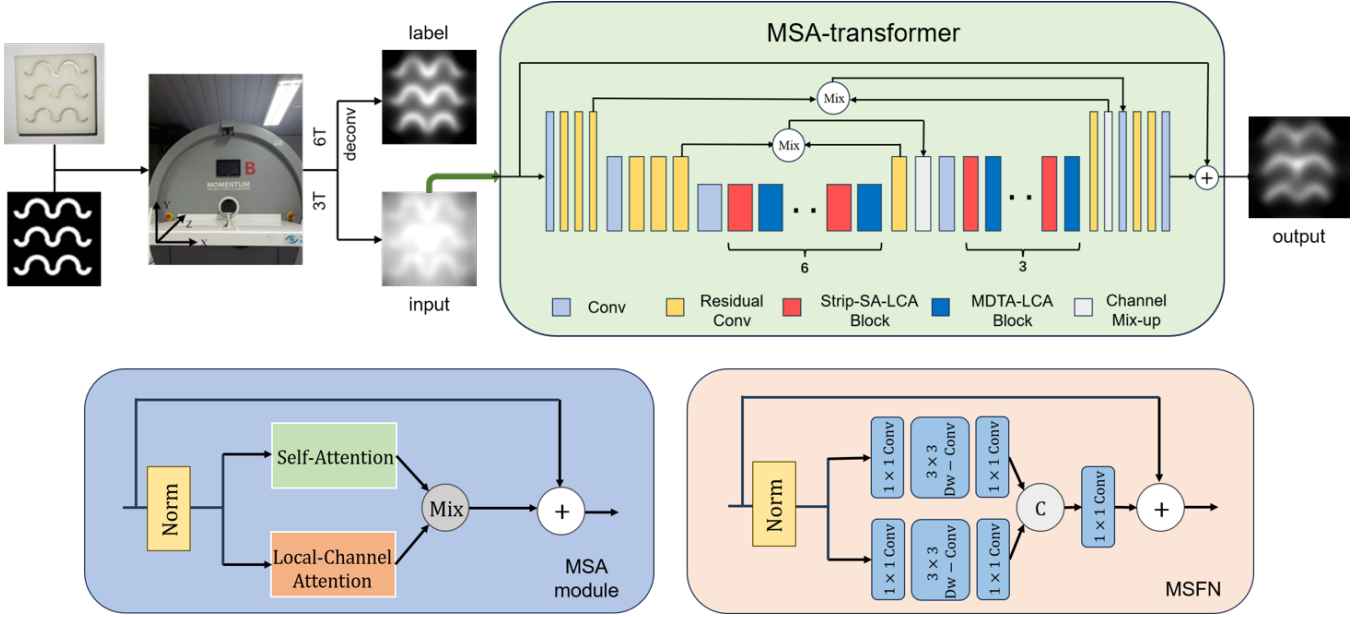 MSA-transformer
label
6T
deconv
3T
B
MOMENTUM
Y
Z
X
input
Mix
Mix
+
output
6
3
Conv
Residual
Conv
Strip-SA-LCA
Block
MDTA-LCA
Block
Channel
Mix-up
Norm
Self-Attention
Local-Channel
Attention
Mix
+
MSA
module
Norm
1 × 1 Conv
3 × 3
Dw – Conv
1 × 1 Conv
1 × 1 Conv
3 × 3
Dw – Conv
1 × 1 Conv
C
1 × 1 Conv
+
MSFN